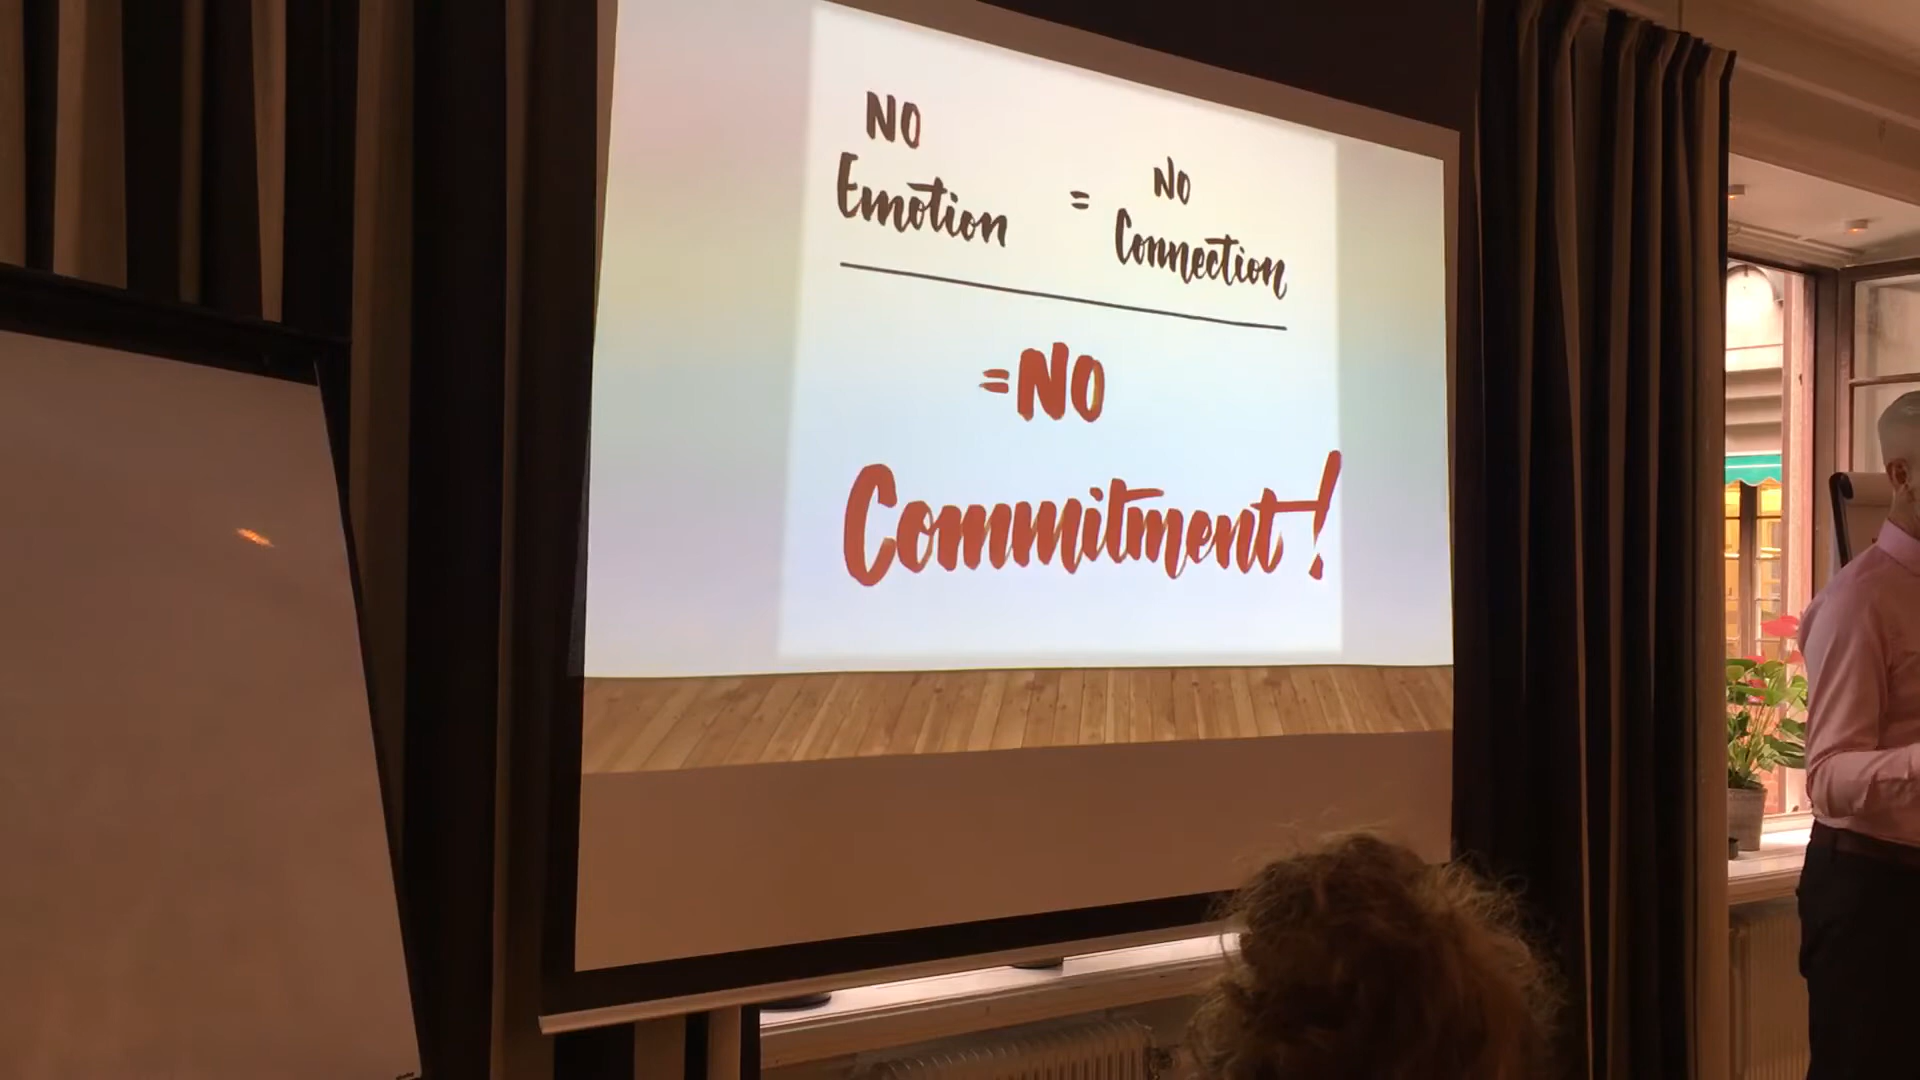 NO
Emotion
= NO
Connection
= NO
Commitment!